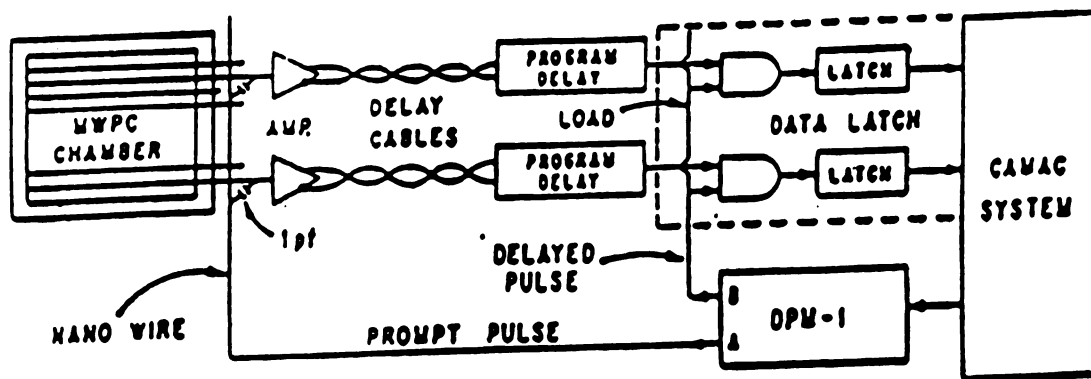 MWPC
CHAMBER
AMP.
DELAY
CABLES
PROGRAM
DELAY
LOAD
LATCH
DATA LATCH
PROGRAM
DELAY
LATCH
CAMAC
SYSTEM
1pf
DELAYED
PULSE
NANO WIRE
PROMPT PULSE
B
A
DPM-1